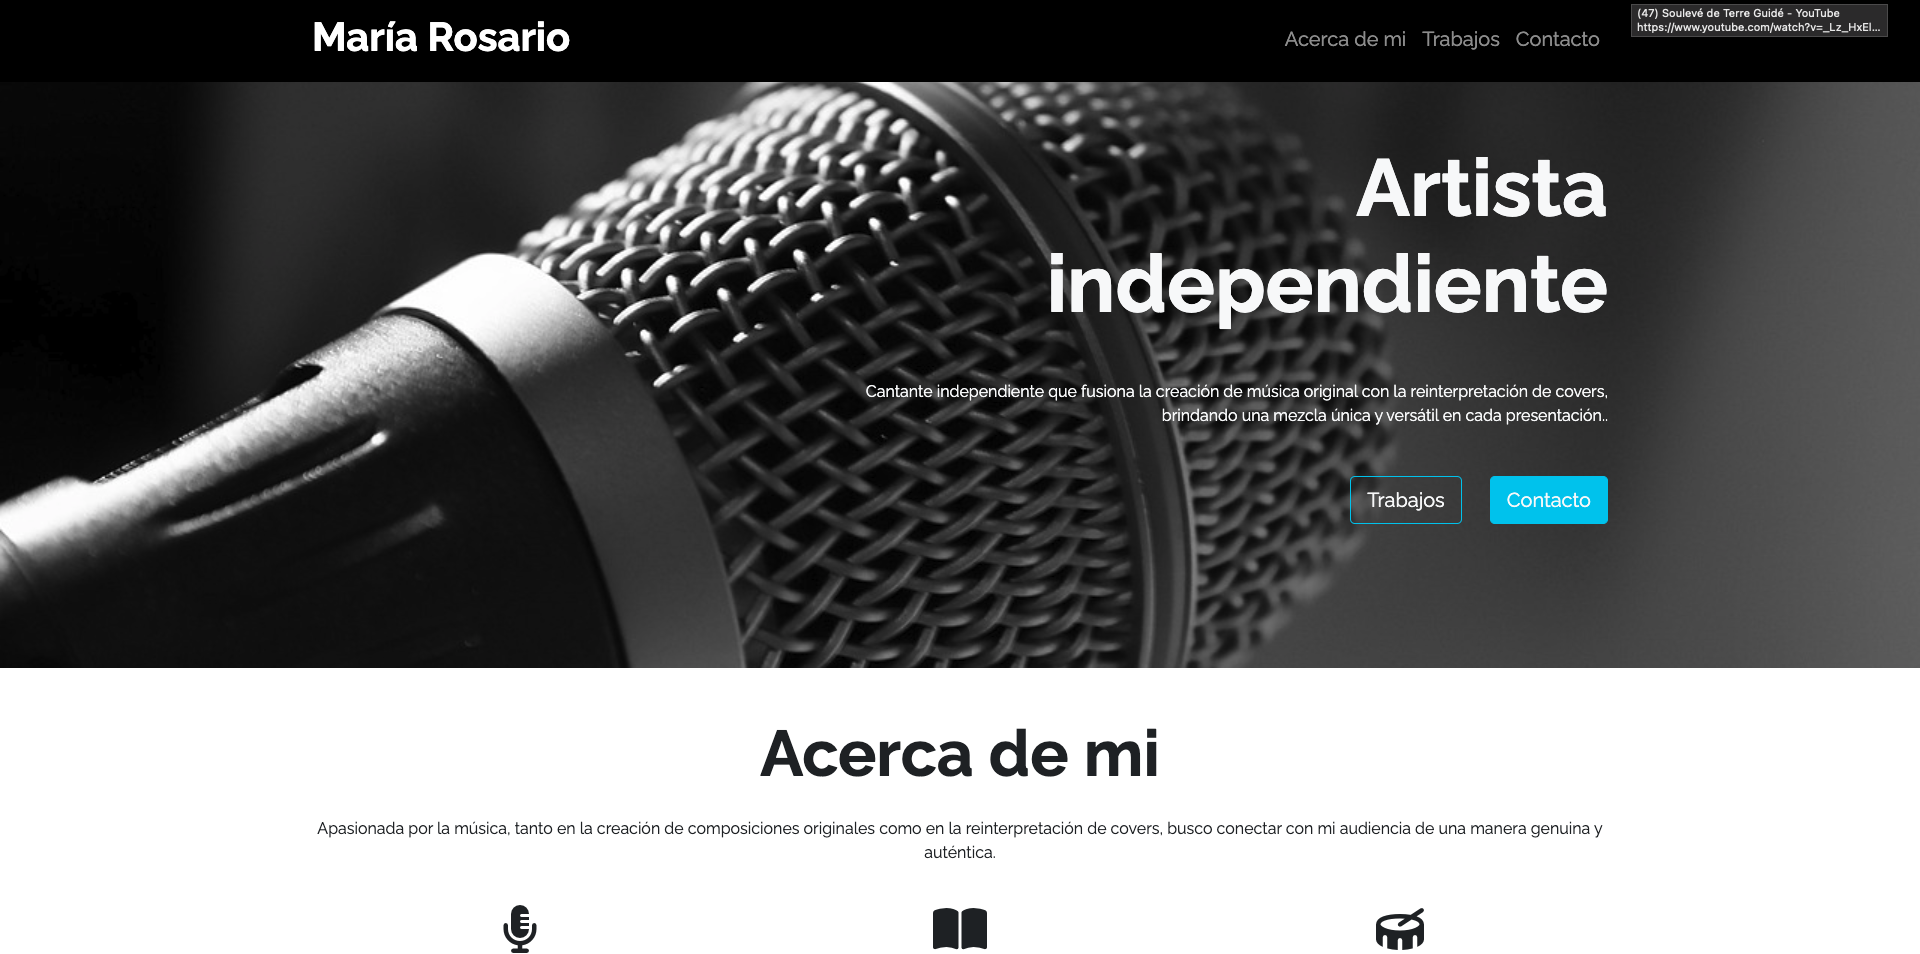 María Rosario
Acerca de mi Trabajos Contacto
(47) Soulevé de Terre Guidé - YouTube
https://www.youtube.com/watch?v=_Lz_HxEl...
Artista
independiente
Cantante independiente que fusiona la creación de música original con la reinterpretación de covers,
brindando una mezcla única y versátil en cada presentación..
Trabajos Contacto
Acerca de mi
Apasionada por la música, tanto en la creación de composiciones originales como en la reinterpretación de covers, busco conectar con mi audiencia de una manera genuina y
auténtica.